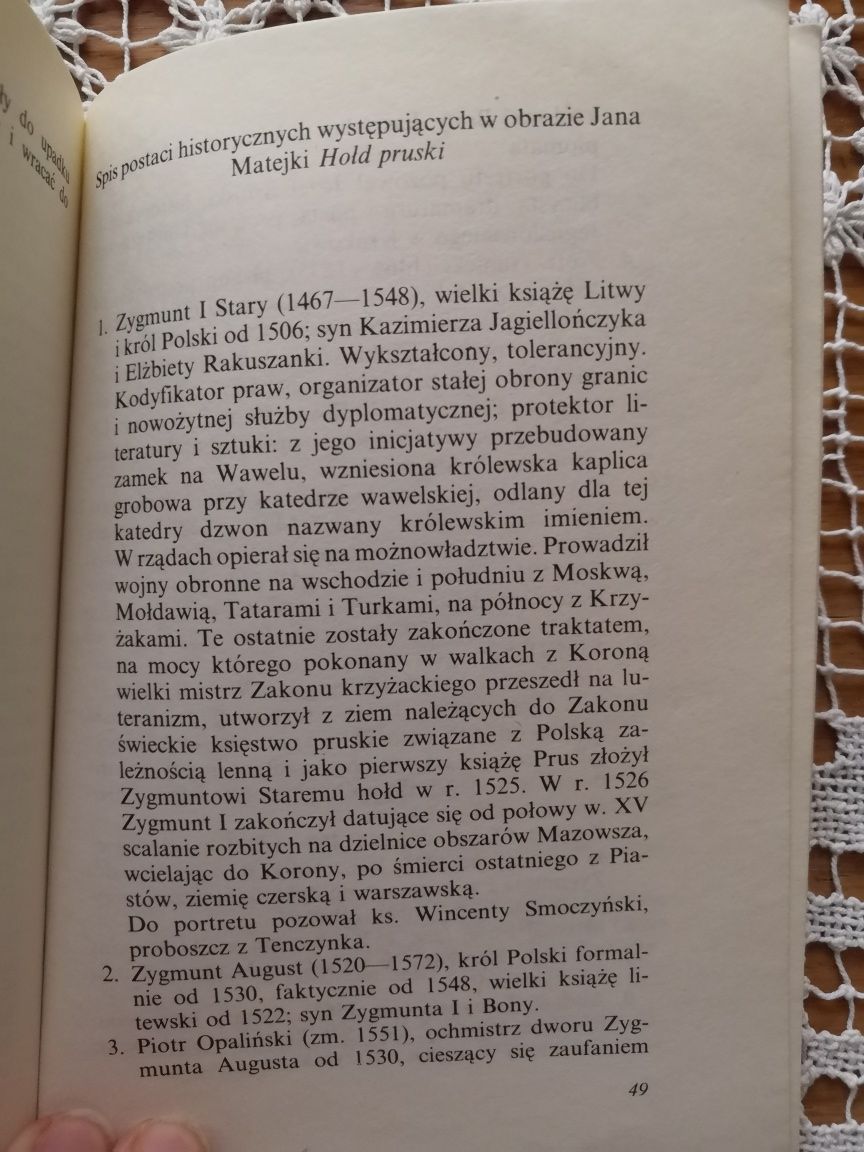 ły do upadku
i wracać do
Spis postaci historycznych występujących w obrazie Jana
Matejki Hołd pruski
1. Zygmunt I Stary (1467—1548), wielki książę Litwy
i król Polski od 1506; syn Kazimierza Jagiellończyka
i Elżbiety Rakuszanki. Wykształcony, tolerancyjny.
Kodyfikator praw, organizator stałej obrony granic
i nowożytnej służby dyplomatycznej; protektor li-
teratury i sztuki: z jego inicjatywy przebudowany
zamek na Wawelu, wzniesiona królewska kaplica
grobowa przy katedrze wawelskiej, odlany dla tej
katedry dzwon nazwany królewskim imieniem.
W rządach opierał się na możnowładztwie. Prowadził
wojny obronne na wschodzie i południu z Moskwą,
Mołdawią, Tatarami i Turkami, na północy z Krzy-
żakami. Te ostatnie zostały zakończone traktatem,
na mocy którego pokonany w walkach z Koroną
wielki mistrz Zakonu krzyżackiego przeszedł na lu-
teranizm, utworzył z ziem należących do Zakonu
świeckie księstwo pruskie związane z Polską za-
leżnością lenną i jako pierwszy książę Prus złożył
Zygmuntowi Staremu hołd w r. 1525. W r. 1526
Zygmunt I zakończył datujące się od połowy w. XV
scalanie rozbitych na dzielnice obszarów Mazowsza,
wcielając do Korony, po śmierci ostatniego z Pia-
stów, ziemię czerską i warszawską.
Do portretu pozował ks. Wincenty Smoczyński,
proboszcz z Tenczynka.
2. Zygmunt August (1520—1572), król Polski formal-
nie od 1530, faktycznie od 1548, wielki książę li-
tewski od 1522; syn Zygmunta I i Bony.
3. Piotr Opaliński (zm. 1551), ochmistrz dworu Zyg-
munta Augusta od 1530, cieszący się zaufaniem
49